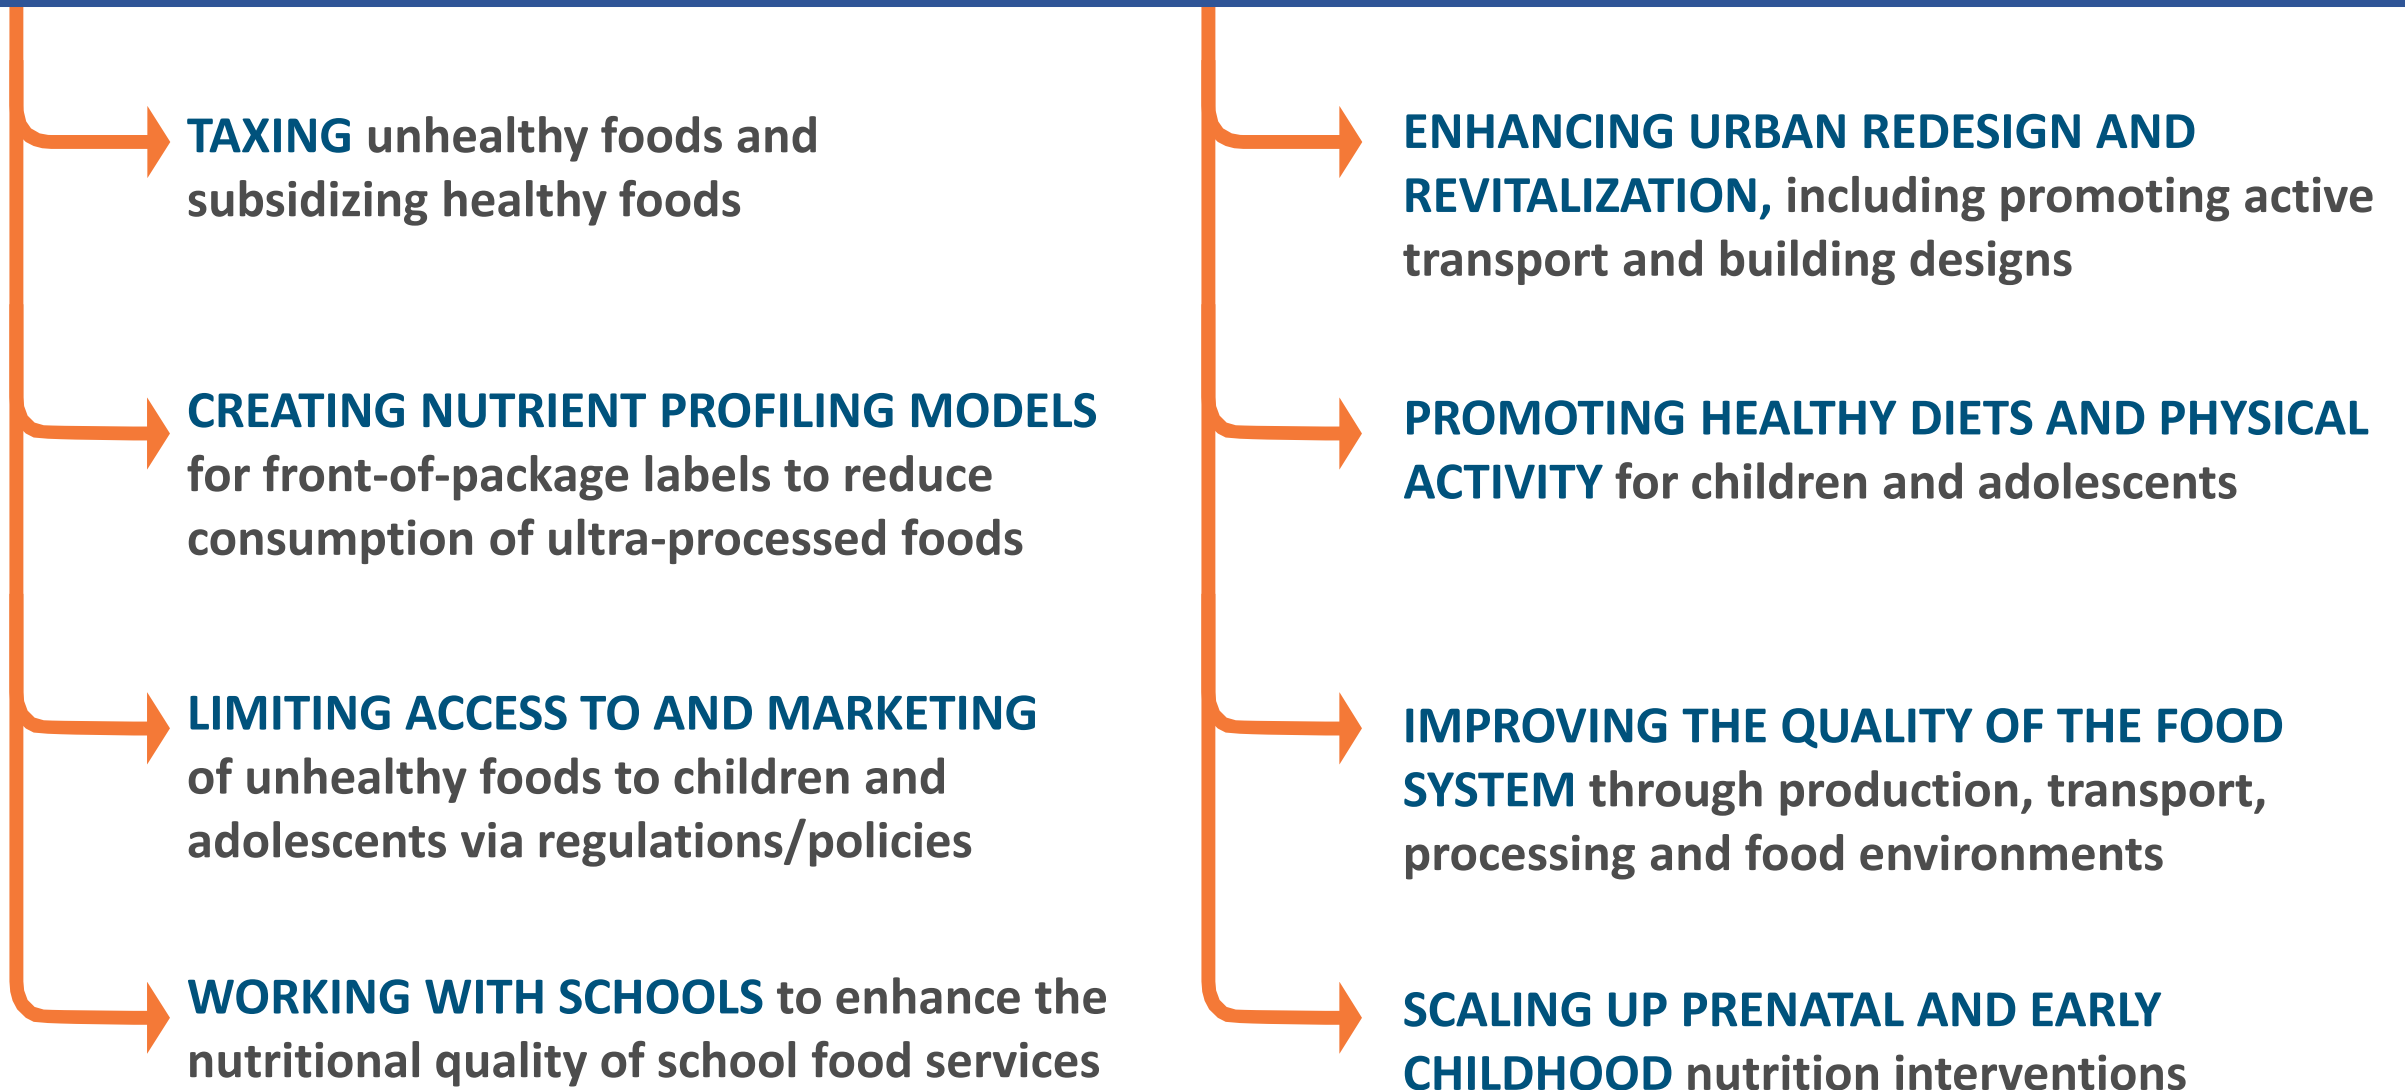 TAXING unhealthy foods and
subsidizing healthy foods
CREATING NUTRIENT PROFILING MODELS
for front-of-package labels to reduce
consumption of ultra-processed foods
LIMITING ACCESS TO AND MARKETING
of unhealthy foods to children and
adolescents via regulations/policies
WORKING WITH SCHOOLS to enhance the
nutritional quality of school food services
ENHANCING URBAN REDESIGN AND
REVITALIZATION, including promoting active
transport and building designs
PROMOTING HEALTHY DIETS AND PHYSICAL
ACTIVITY for children and adolescents
IMPROVING THE QUALITY OF THE FOOD
SYSTEM through production, transport,
processing and food environments
SCALING UP PRENATAL AND EARLY
CHILDHOOD nutrition interventions